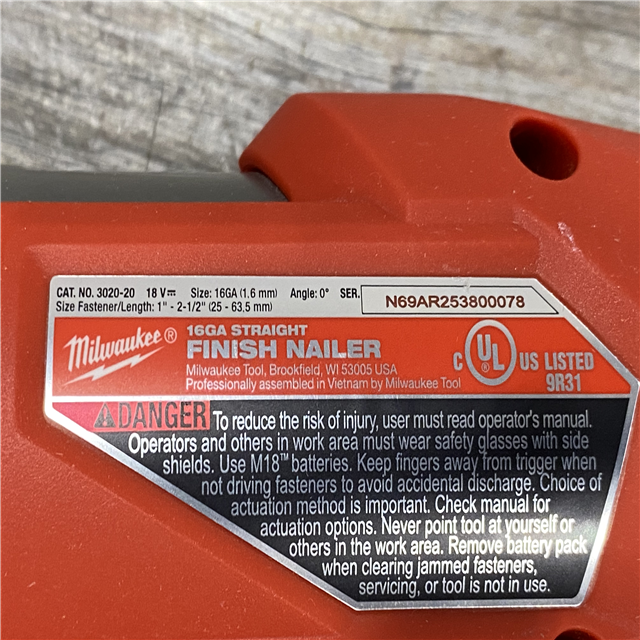 CAT. NO. 3020-20 18 V⎓ Size: 16GA (1.6 mm) Angle: 0° SER. N69AR253800078
Size Fastener/Length: 1" - 2-1/2" (25 - 63,5 mm)
Milwaukee®
16GA STRAIGHT
FINISH NAILER
Milwaukee Tool, Brookfield, WI 53005 USA
Professionally assembled in Vietnam by Milwaukee Tool
C UL® US LISTED
9R31
DANGER To reduce the risk of injury, user must read operator's manual.
Operators and others in work area must wear safety glasses with side
shields. Use M18™ batteries. Keep fingers away from trigger when
not driving fasteners to avoid accidental discharge. Choice of
actuation method is important. Check manual for
actuation options. Never point tool at yourself or
others in the work area. Remove battery pack
when clearing jammed fasteners,
servicing, or tool is not in use.